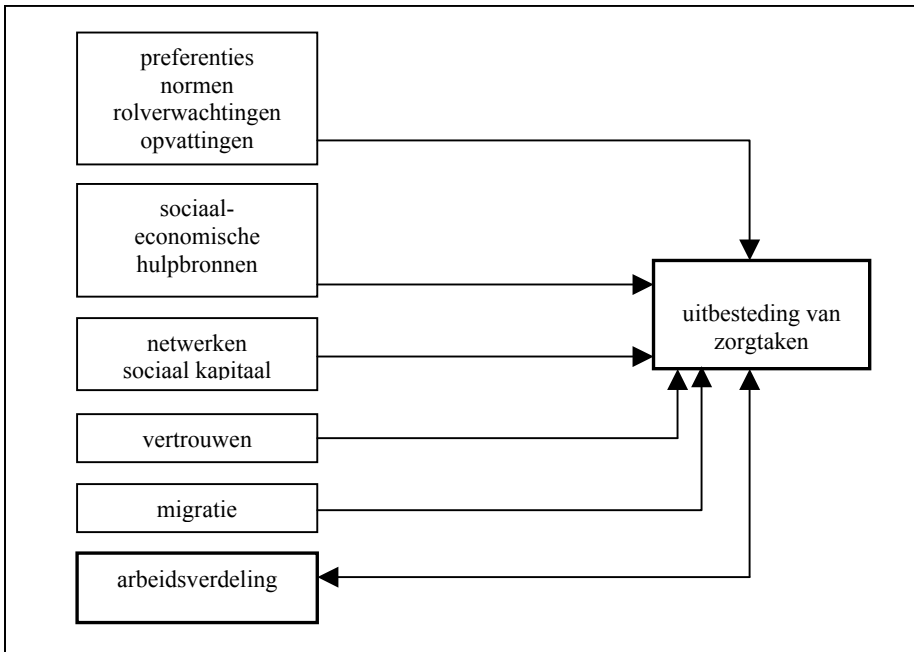 preferenties
normen
rolverwachtingen
opvattingen
sociaal-
economische
hulpbronnen
netwerken
sociaal kapitaal
vertrouwen
migratie
arbeidsverdeling
uitbesteding van
zorgtaken